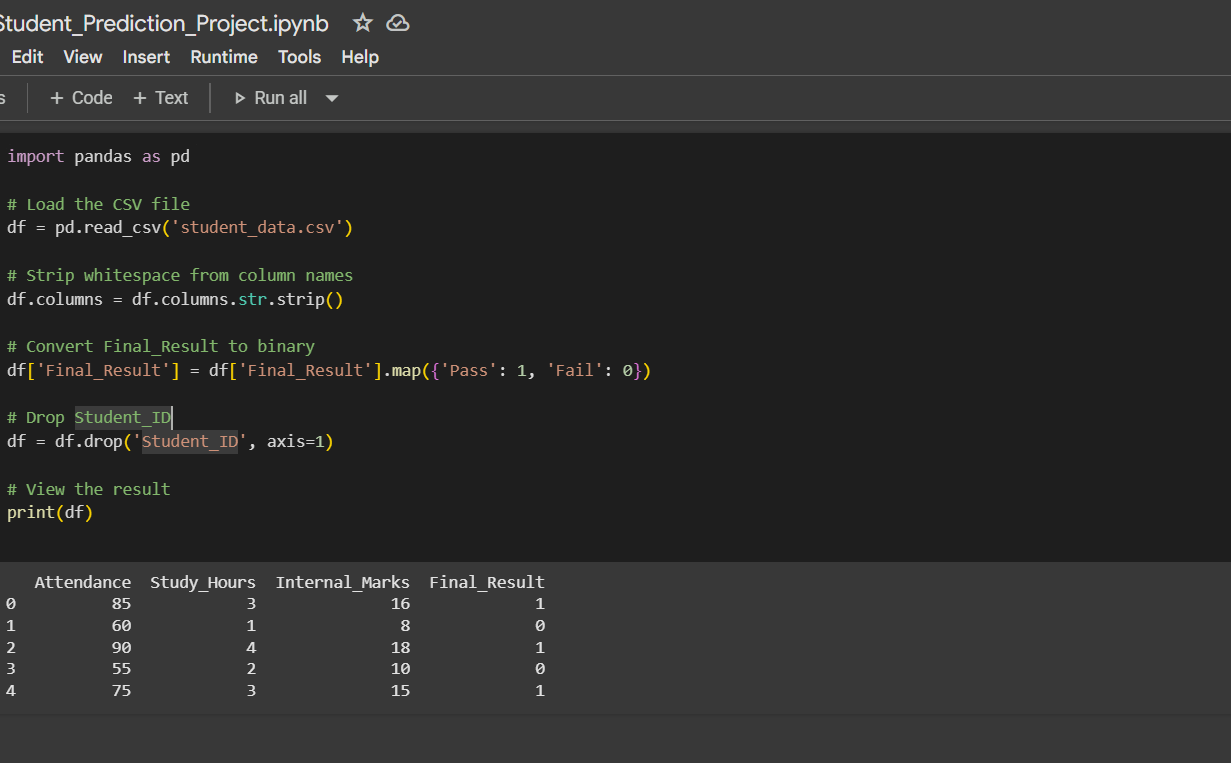 Student_Prediction_Project.ipynb
Edit View Insert Runtime Tools Help
s + Code + Text Run all
import pandas as pd
# Load the CSV file
df = pd.read_csv('student_data.csv')
# Strip whitespace from column names
df.columns = df.columns.str.strip()
# Convert Final_Result to binary
df['Final_Result'] = df['Final_Result'].map({'Pass': 1, 'Fail': 0})
# Drop Student_ID
df = df.drop('Student_ID', axis=1)
# View the result
print(df)
Attendance Study_Hours Internal_Marks Final_Result
0 85 3 16 1
1 60 1 8 0
2 90 4 18 1
3 55 2 10 0
4 75 3 15 1